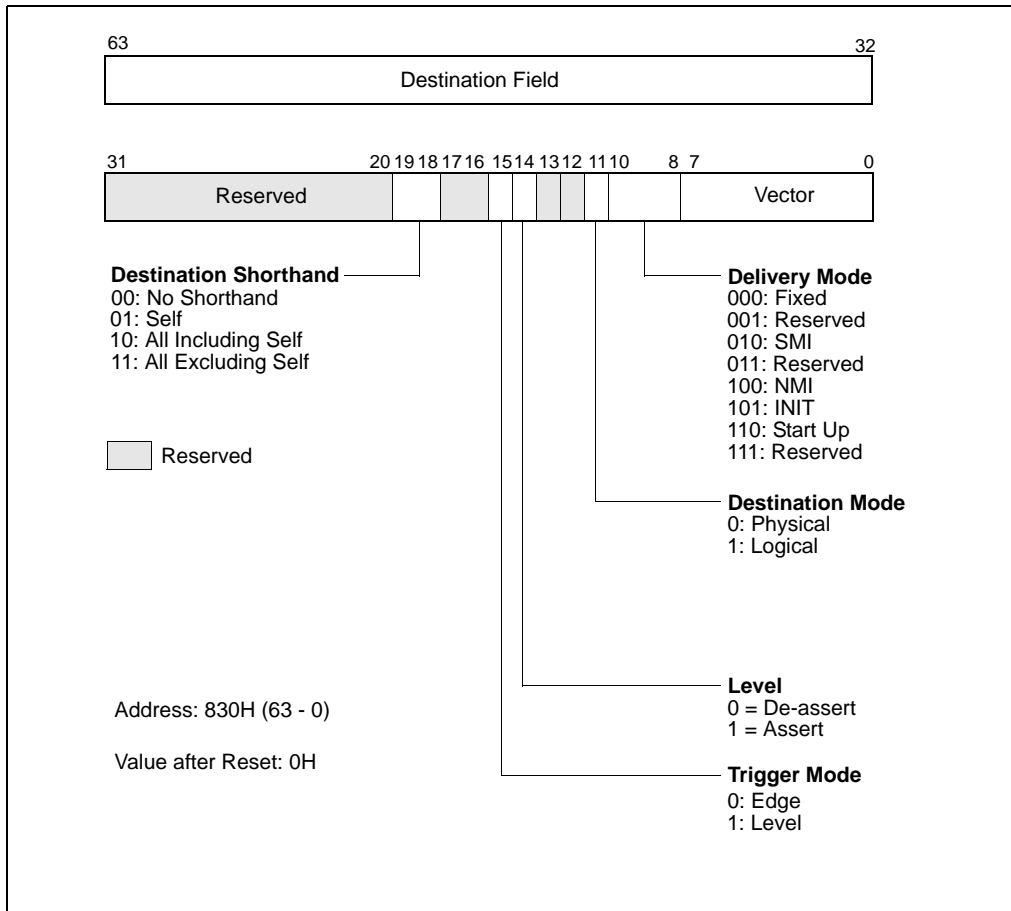 63 32
Destination Field
31 20 19 18 17 16 15 14 13 12 11 10 8 7 0
Reserved Vector
Destination Shorthand
00: No Shorthand
01: Self
10: All Including Self
11: All Excluding Self
Reserved
Delivery Mode
000: Fixed
001: Reserved
010: SMI
011: Reserved
100: NMI
101: INIT
110: Start Up
111: Reserved
Destination Mode
0: Physical
1: Logical
Level
0 = De-assert
1 = Assert
Address: 830H (63 - 0)
Value after Reset: 0H
Trigger Mode
0: Edge
1: Level